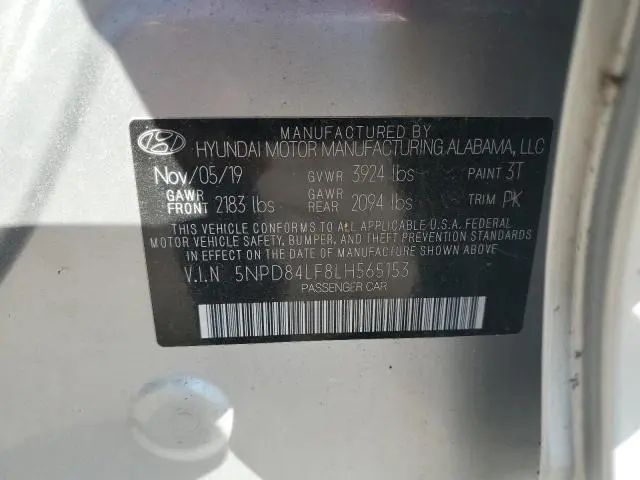 MANUFACTURED BY
HYUNDAI MOTOR MANUFACTURING ALABAMA, LLC
Nov/05/19 GVWR 3924 lbs PAINT 3T
GAWR FRONT 2183 lbs GAWR REAR 2094 lbs TRIM PK
THIS VEHICLE CONFORMS TO ALL APPLICABLE U.S.A. FEDERAL
MOTOR VEHICLE SAFETY, BUMPER, AND THEFT PREVENTION STANDARDS
IN EFFECT ON THE DATE OF MANUFACTURE SHOWN ABOVE.
V.I.N 5NPD84LF8LH565153
PASSENGER CAR